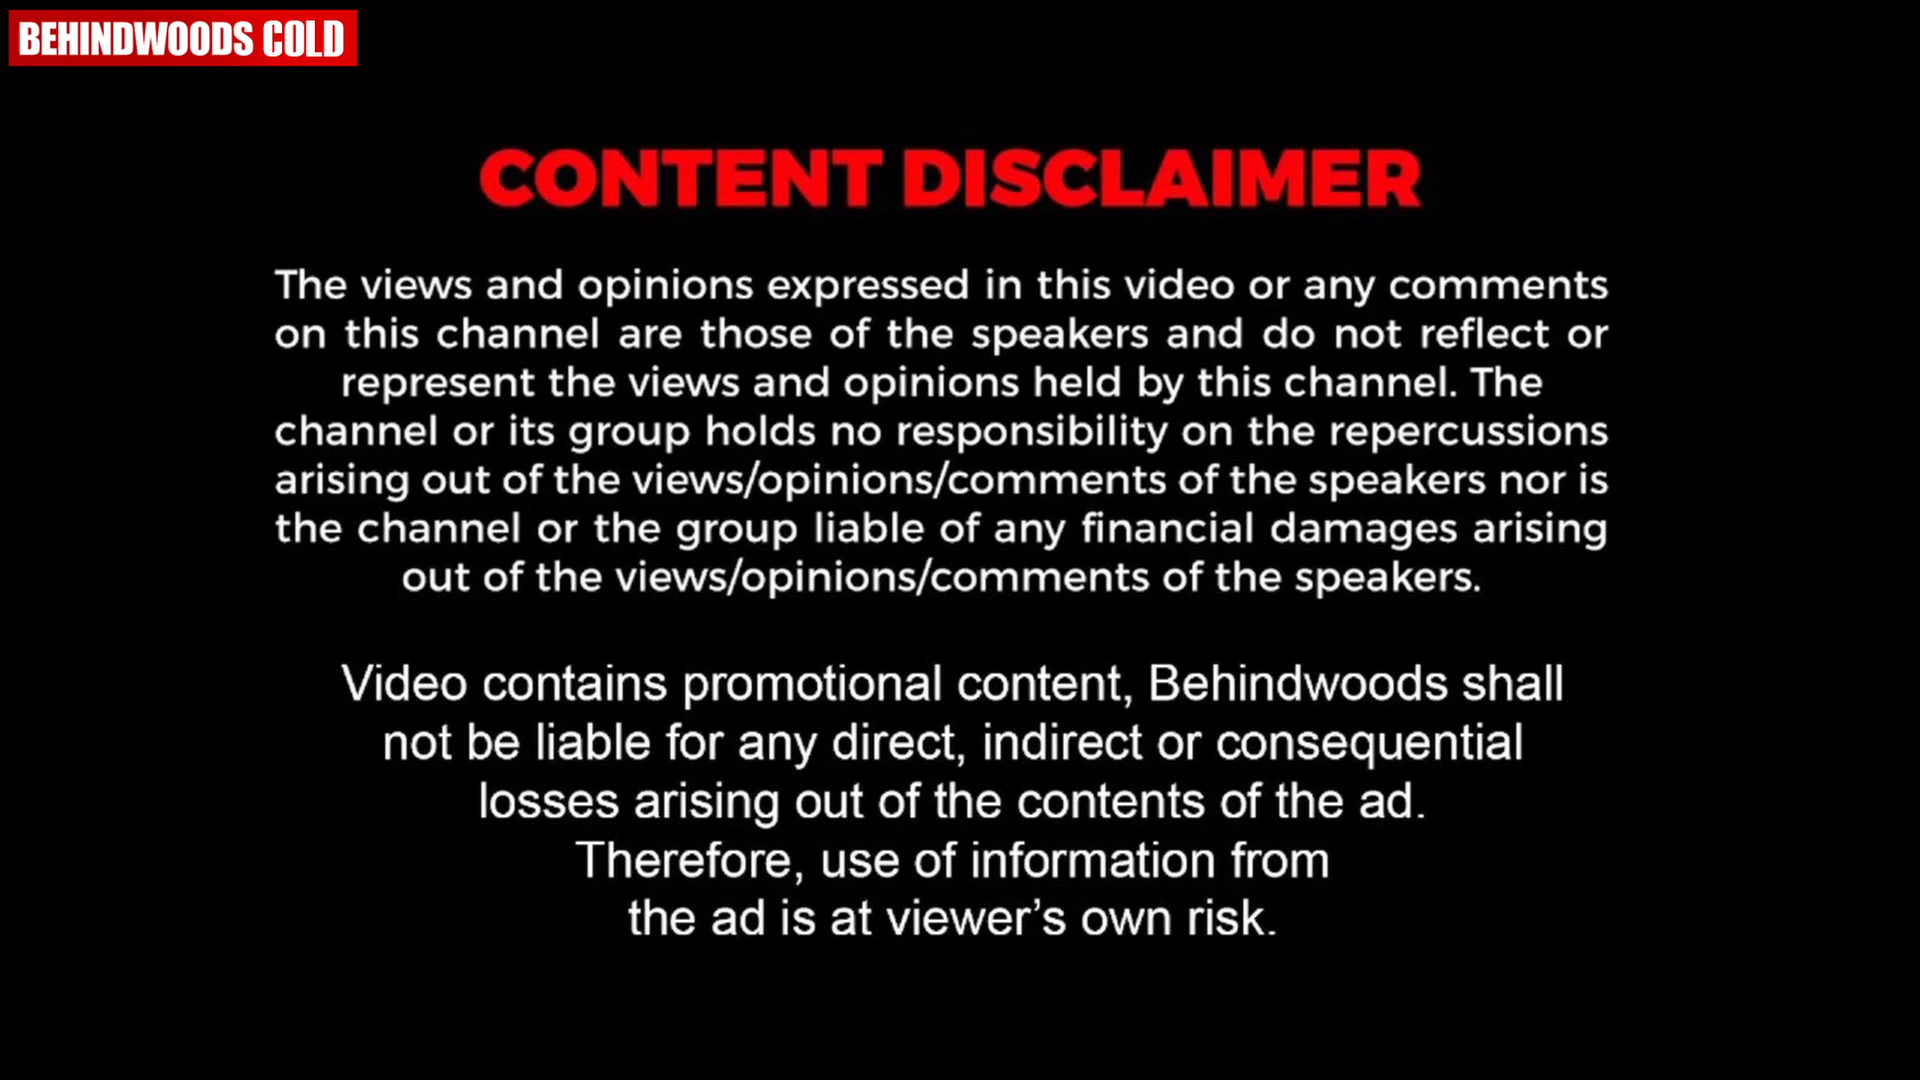 BEHINDWOODS COLD
CONTENT DISCLAIMER
The views and opinions expressed in this video or any comments
on this channel are those of the speakers and do not reflect or
represent the views and opinions held by this channel. The
channel or its group holds no responsibility on the repercussions
arising out of the views/opinions/comments of the speakers nor is
the channel or the group liable of any financial damages arising
out of the views/opinions/comments of the speakers.
Video contains promotional content, Behindwoods shall
not be liable for any direct, indirect or consequential
losses arising out of the contents of the ad.
Therefore, use of information from
the ad is at viewer’s own risk.